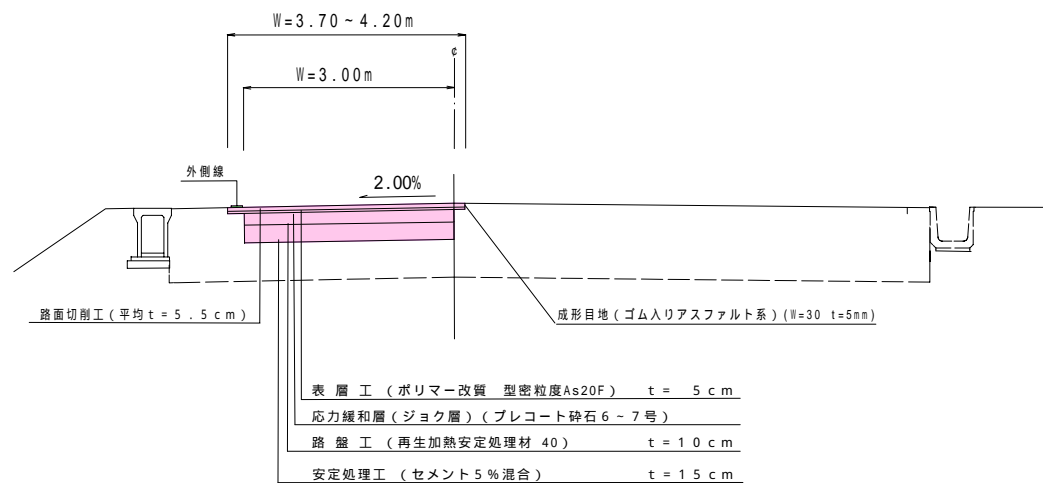 W=3.70~4.20m
¢
W=3.00m
外側線
2.00%
路面切削工(平均t=5.5cm)
成形目地(ゴム入りアスファルト系)(W=30 t=5mm)
表 層 工 (ポリマー改質 型密粒度As20F) t= 5cm
応力緩和層(ジョク層)(プレコート砕石6~7号)
路 盤 工 (再生加熱安定処理材 40) t=10cm
安定処理工 (セメント5%混合) t=15cm